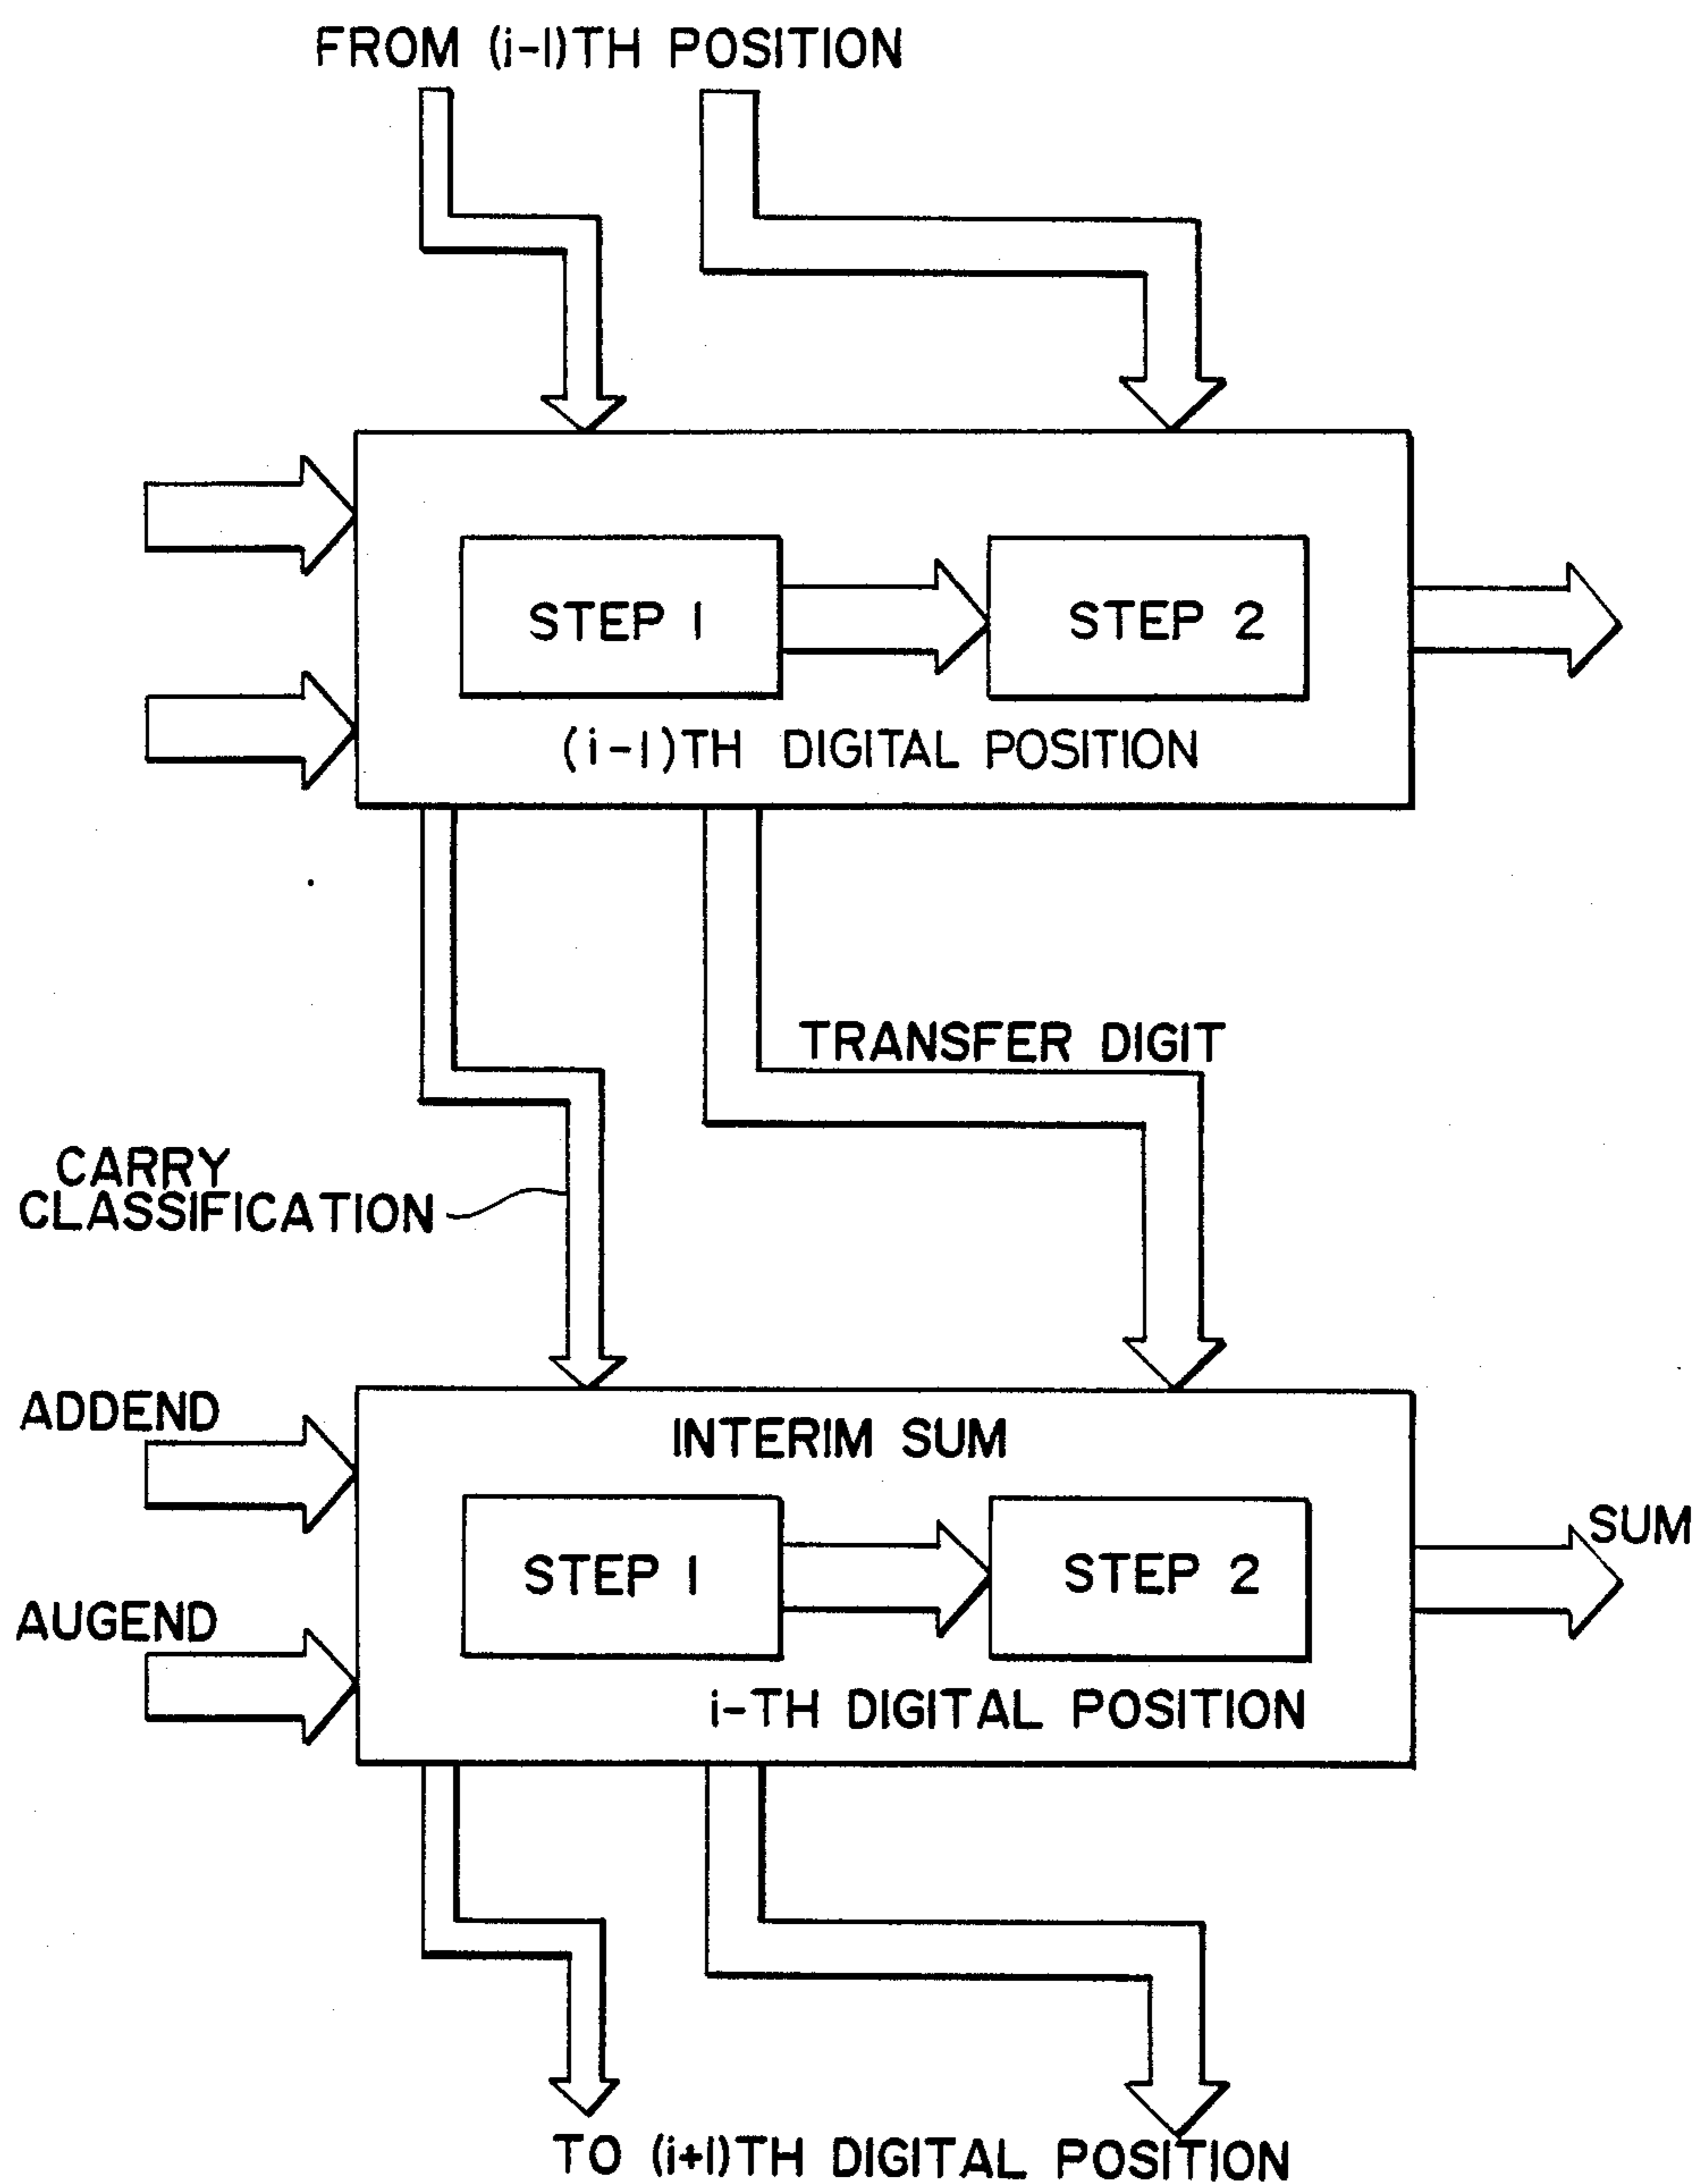 FROM (i-1)TH POSITION
STEP 1
STEP 2
(i-1)TH DIGITAL POSITION
TRANSFER DIGIT
CARRY
CLASSIFICATION
ADDEND
INTERIM SUM
SUM
STEP 1
STEP 2
AUGEND
i-TH DIGITAL POSITION
TO (i+1)TH DIGITAL POSITION